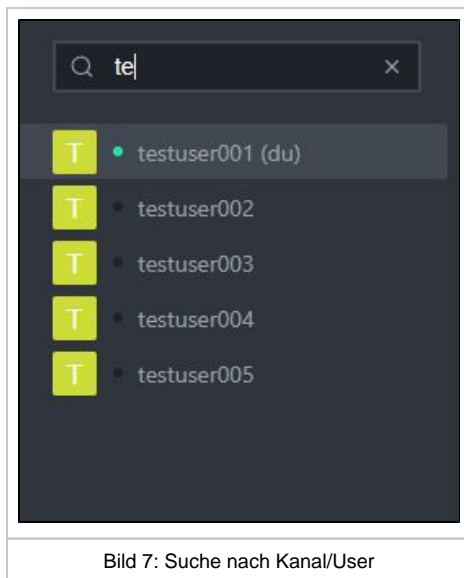 te
T testuser001 (du)
T testuser002
T testuser003
T testuser004
T testuser005
Bild 7: Suche nach Kanal/User